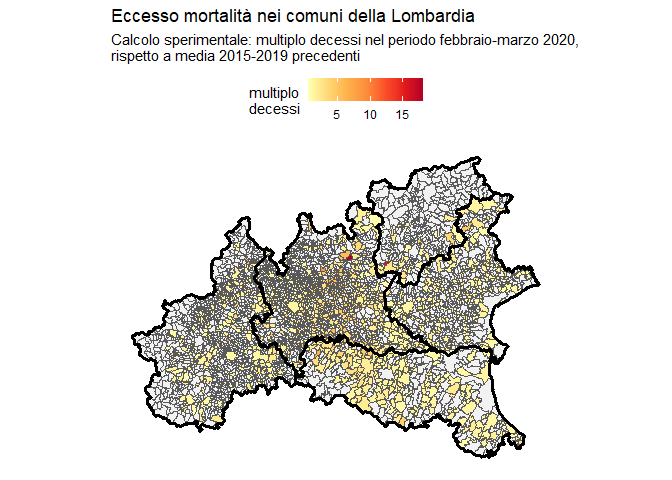 Eccesso mortalità nei comuni della Lombardia
Calcolo sperimentale: multiplo decessi nel periodo febbraio-marzo 2020,
rispetto a media 2015-2019 precedenti
multiplo
decessi
5 10 15